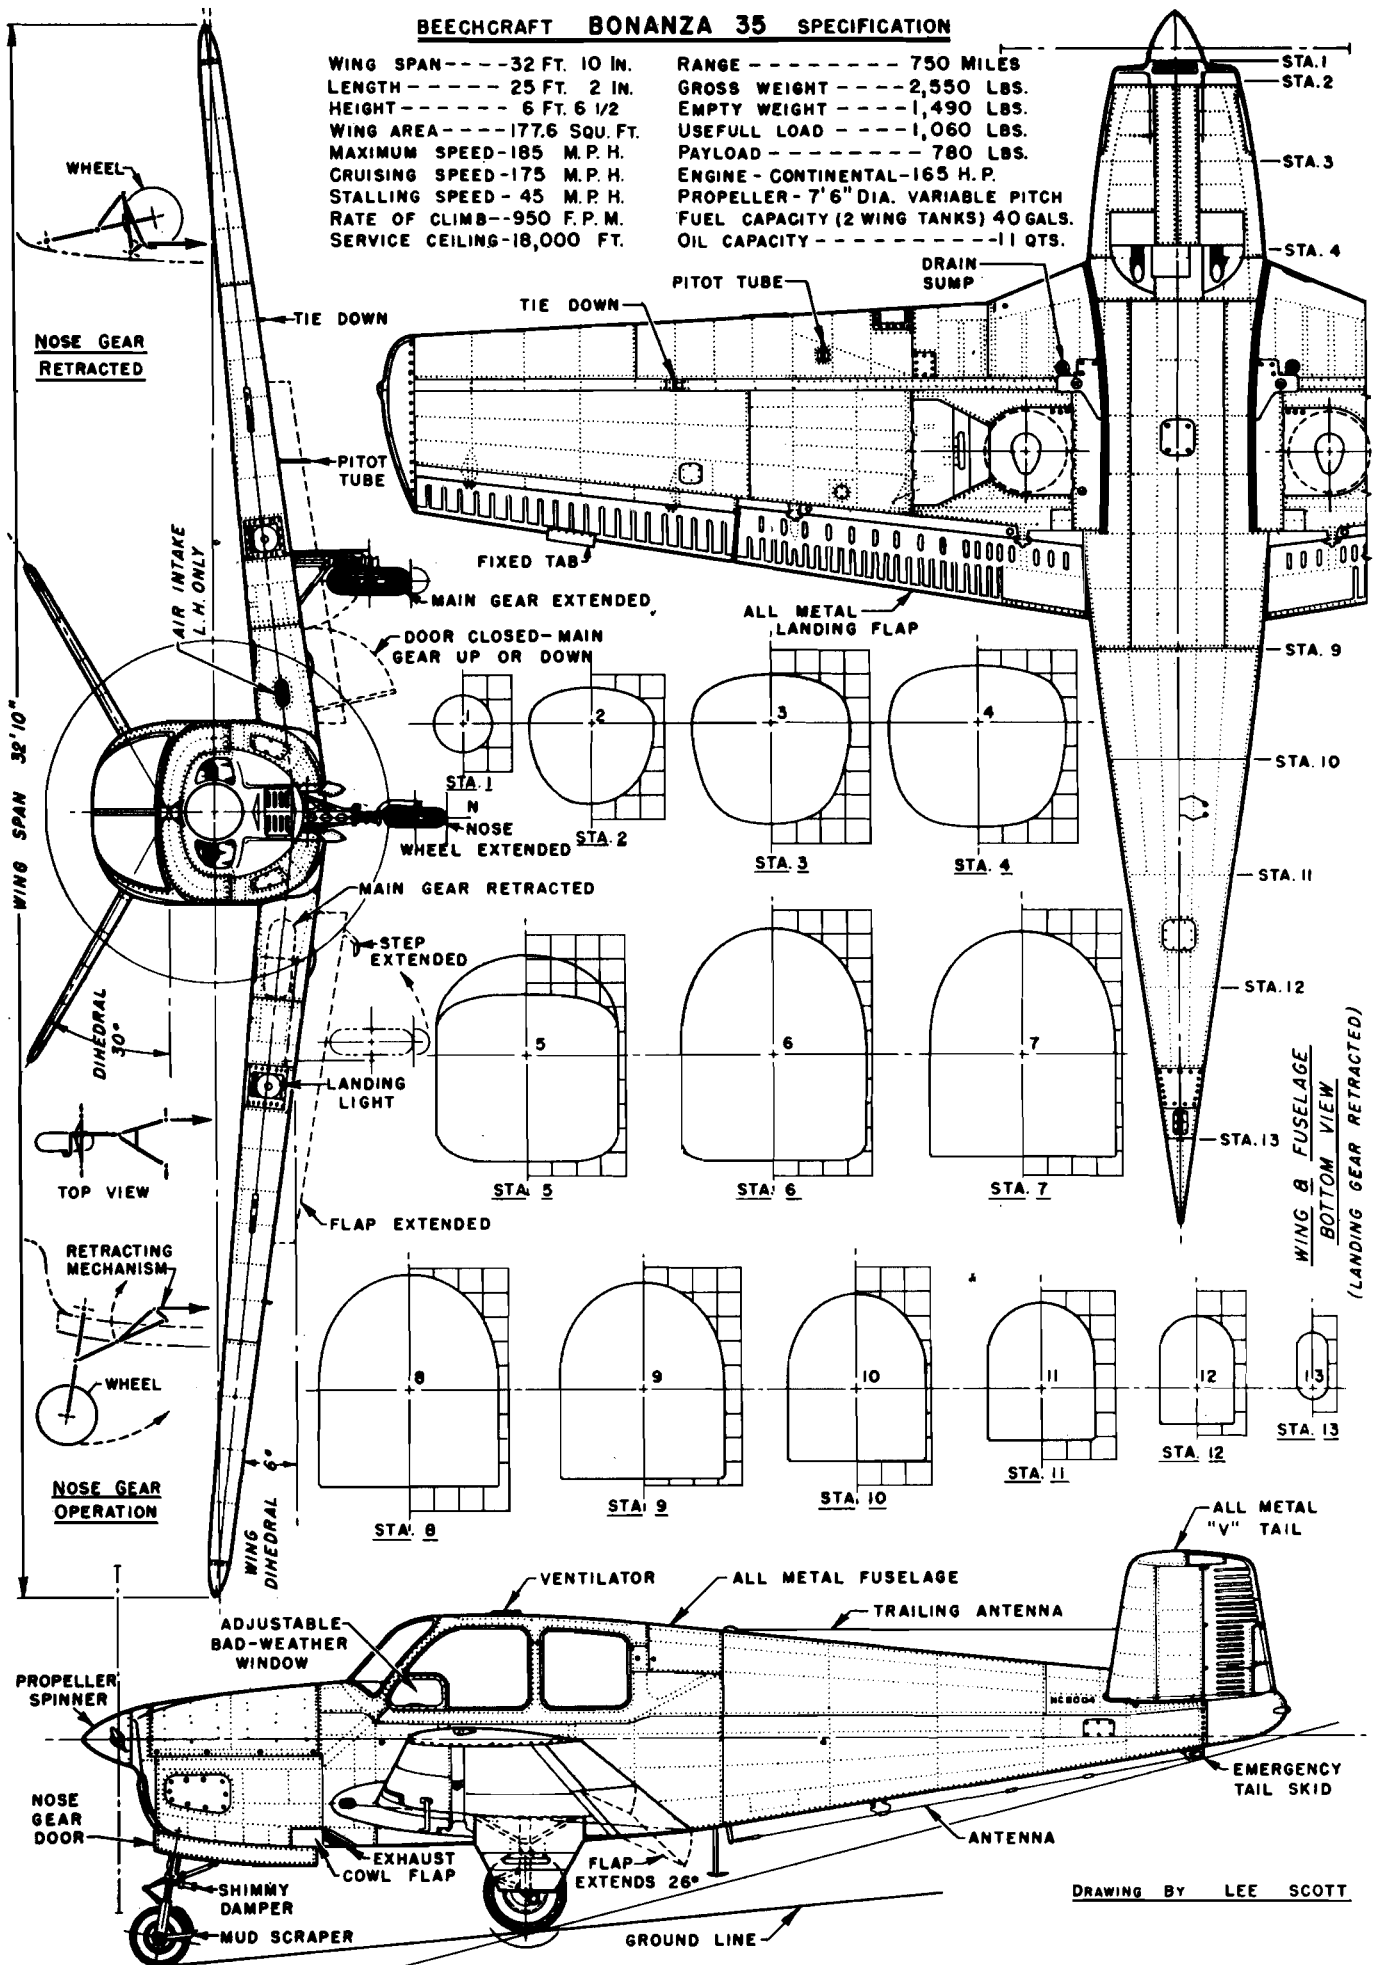 BEECHCRAFT BONANZA 35 SPECIFICATION
WING SPAN----32 FT. 10 IN.
LENGTH----- 25 FT. 2 IN.
HEIGHT------ 6 FT. 6 1/2
WING AREA----177.6 SQU. FT.
MAXIMUM SPEED-185 M.P.H.
CRUISING SPEED-175 M.P.H.
STALLING SPEED-45 M.P.H.
RATE OF CLIMB--950 F.P.M.
SERVICE CEILING-18,000 FT.
RANGE -------- 750 MILES
GROSS WEIGHT ----2,550 LBS.
EMPTY WEIGHT ----1,490 LBS.
USEFULL LOAD ----1,060 LBS.
PAYLOAD -------- 780 LBS.
ENGINE-CONTINENTAL-165 H.P.
PROPELLER-7'6" DIA. VARIABLE PITCH
FUEL CAPACITY (2 WING TANKS) 40 GALS.
OIL CAPACITY ----------11 QTS.
STA.1
STA.2
STA.3
STA.4
WHEEL
NOSE GEAR
RETRACTED
TIE DOWN
PITOT
TUBE
AIR INTAKE
L.H. ONLY
TIE DOWN
PITOT TUBE
DRAIN
SUMP
FIXED TAB
MAIN GEAR EXTENDED
ALL METAL
LANDING FLAP
DOOR CLOSED-MAIN
GEAR UP OR DOWN
STA. 9
STA.10
STA.11
STA.12
STA.13
WING SPAN 32'10"
1
STA.1
2
STA.2
3
STA. 3
4
STA. 4
N
NOSE
WHEEL EXTENDED
MAIN GEAR RETRACTED
STEP
EXTENDED
DIHEDRAL
30°
LANDING
LIGHT
5
STA. 5
6
STA. 6
7
STA. 7
WING & FUSELAGE
BOTTOM VIEW
(LANDING GEAR RETRACTED)
TOP VIEW
FLAP EXTENDED
RETRACTING
MECHANISM
WHEEL
NOSE GEAR
OPERATION
6°
WING
DIHEDRAL
8
STA. 8
9
STA. 9
10
STA. 10
11
STA. 11
12
STA. 12
13
STA. 13
ALL METAL
"V" TAIL
VENTILATOR
ALL METAL FUSELAGE
TRAILING ANTENNA
ADJUSTABLE
BAD-WEATHER
WINDOW
PROPELLER
SPINNER
NOSE
GEAR
DOOR
EXHAUST
COWL FLAP
SHIMMY
DAMPER
MUD SCRAPER
FLAP
EXTENDS 26°
GROUND LINE
ANTENNA
EMERGENCY
TAIL SKID
DRAWING BY LEE SCOTT